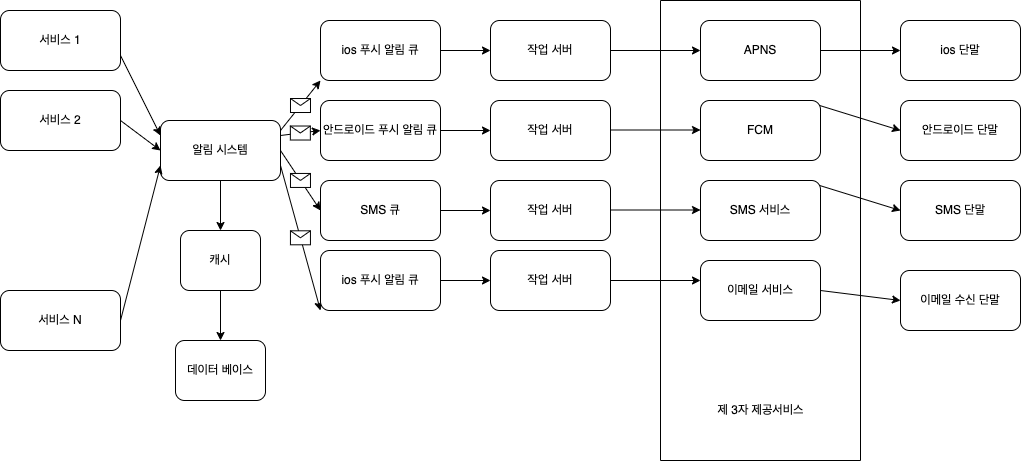 서비스 1
ios 푸시 알림 큐
작업 서버
APNS
ios 단말
서비스 2
안드로이드 푸시 알림 큐
작업 서버
FCM
안드로이드 단말
알림 시스템
SMS 큐
작업 서버
SMS 서비스
SMS 단말
캐시
ios 푸시 알림 큐
작업 서버
이메일 서비스
이메일 수신 단말
서비스 N
데이터 베이스
제 3자 제공서비스